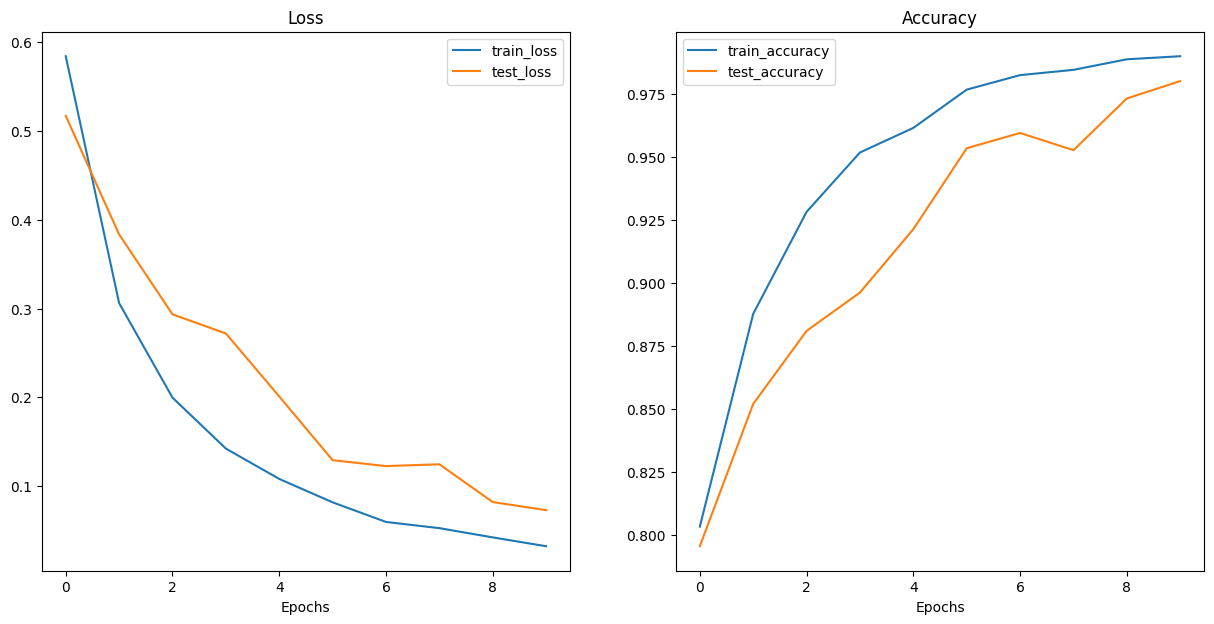 Loss
0.6
0.5
0.4
0.3
0.2
0.1
train_loss
test_loss
0 2 4 6 8
Epochs
Accuracy
train_accuracy
test_accuracy
0.975
0.950
0.925
0.900
0.875
0.850
0.825
0.800
0 2 4 6 8
Epochs